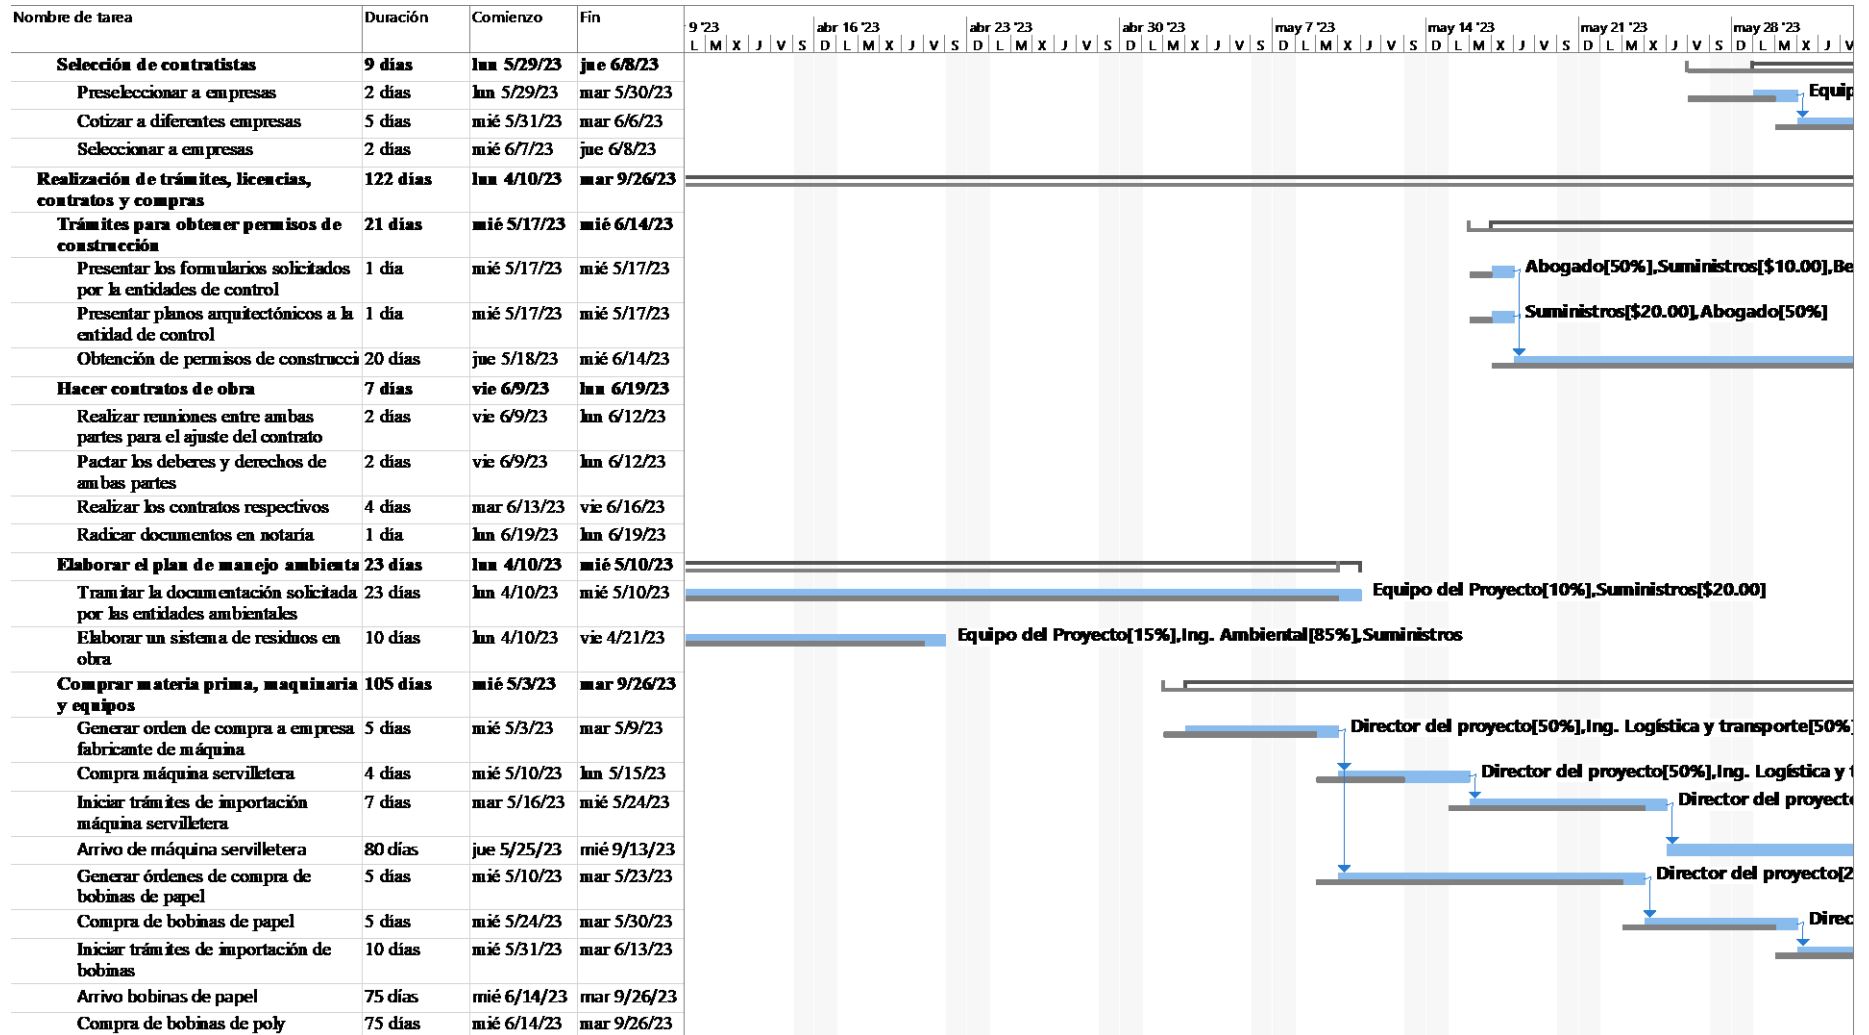 Nombre de tarea Duración Comienzo Fin
9 '23 abr 16 '23 abr 23 '23 abr 30 '23 may 7 '23 may 14 '23 may 21 '23 may 28 '23
L M X J V S D L M X J V S D L M X J V S D L M X J V S D L M X J V S D L M X J V S D L M X J V S D L M X J V
Selección de contratistas 9 días lun 5/29/23 jue 6/8/23
Preseleccionar a empresas 2 días lun 5/29/23 mar 5/30/23 Equip
Cotizar a diferentes empresas 5 días mié 5/31/23 mar 6/6/23
Seleccionar a empresas 2 días mié 6/7/23 jue 6/8/23
Realización de trámites, licencias, 122 días lun 4/10/23 mar 9/26/23
contratos y compras
Trámites para obtener permisos de 21 días mié 5/17/23 mié 6/14/23
construcción
Presentar los formularios solicitados 1 día mié 5/17/23 mié 5/17/23 Abogado[50%],Suministros[$10.00],Be
por la entidades de control
Presentar planos arquitectónicos a la 1 día mié 5/17/23 mié 5/17/23 Suministros[$20.00],Abogado[50%]
entidad de control
Obtención de permisos de construcci 20 días jue 5/18/23 mié 6/14/23
Hacer contratos de obra 7 días vie 6/9/23 lun 6/19/23
Realizar reuniones entre ambas 2 días vie 6/9/23 lun 6/12/23
partes para el ajuste del contrato
Pactar los deberes y derechos de 2 días vie 6/9/23 lun 6/12/23
ambas partes
Realizar los contratos respectivos 4 días mar 6/13/23 vie 6/16/23
Radicar documentos en notaría 1 día lun 6/19/23 lun 6/19/23
Elaborar el plan de manejo ambienta 23 días lun 4/10/23 mié 5/10/23
Tramitar la documentación solicitada 23 días lun 4/10/23 mié 5/10/23 Equipo del Proyecto[10%],Suministros[$20.00]
por las entidades ambientales
Elaborar un sistema de residuos en 10 días lun 4/10/23 vie 4/21/23 Equipo del Proyecto[15%],Ing. Ambiental[85%],Suministros
obra
Comprar materia prima, maquinaria 105 días mié 5/3/23 mar 9/26/23
y equipos
Generar orden de compra a empresa 5 días mié 5/3/23 mar 5/9/23 Director del proyecto[50%],Ing. Logística y transporte[50%]
fabricante de máquina
Compra máquina servilletera 4 días mié 5/10/23 lun 5/15/23 Director del proyecto[50%],Ing. Logística y t
Iniciar trámites de importación 7 días mar 5/16/23 mié 5/24/23 Director del proyecto
máquina servilletera
Arrivo de máquina servilletera 80 días jue 5/25/23 mié 9/13/23
Generar órdenes de compra de 5 días mié 5/10/23 mar 5/23/23 Director del proyecto[2
bobinas de papel
Compra de bobinas de papel 5 días mié 5/24/23 mar 5/30/23 Direc
Iniciar trámites de importación de 10 días mié 5/31/23 mar 6/13/23
bobinas
Arrivo bobinas de papel 75 días mié 6/14/23 mar 9/26/23
Compra de bobinas de poly 75 días mié 6/14/23 mar 9/26/23